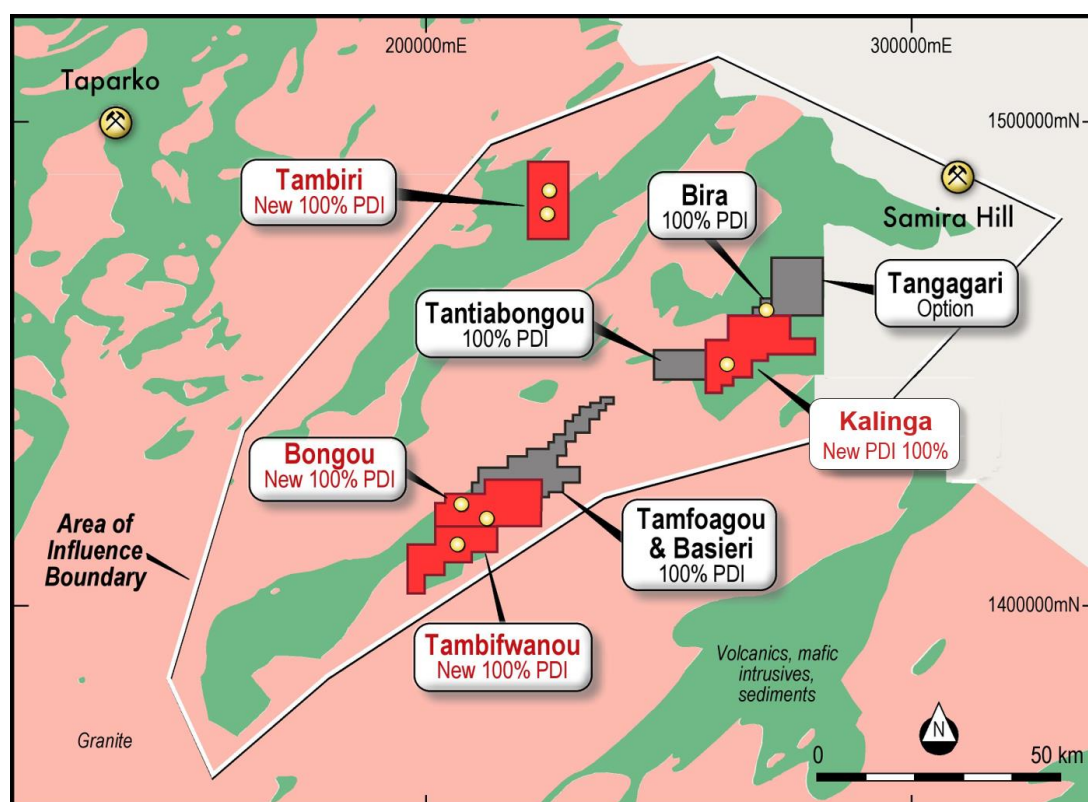 200000mE
300000mE
Taparko
1500000mN
Tambiri
New 100% PDI
Bira
100% PDI
Samira Hill
Tangagari
Option
Tantiabongou
100% PDI
Kalinga
New PDI 100%
Bongou
New 100% PDI
Area of
Influence
Boundary
Tamfoagou
& Basieri
100% PDI
1400000mN
Tambifwanou
New 100% PDI
Volcanics, mafic
intrusives,
sediments
Granite
N
0
50 km